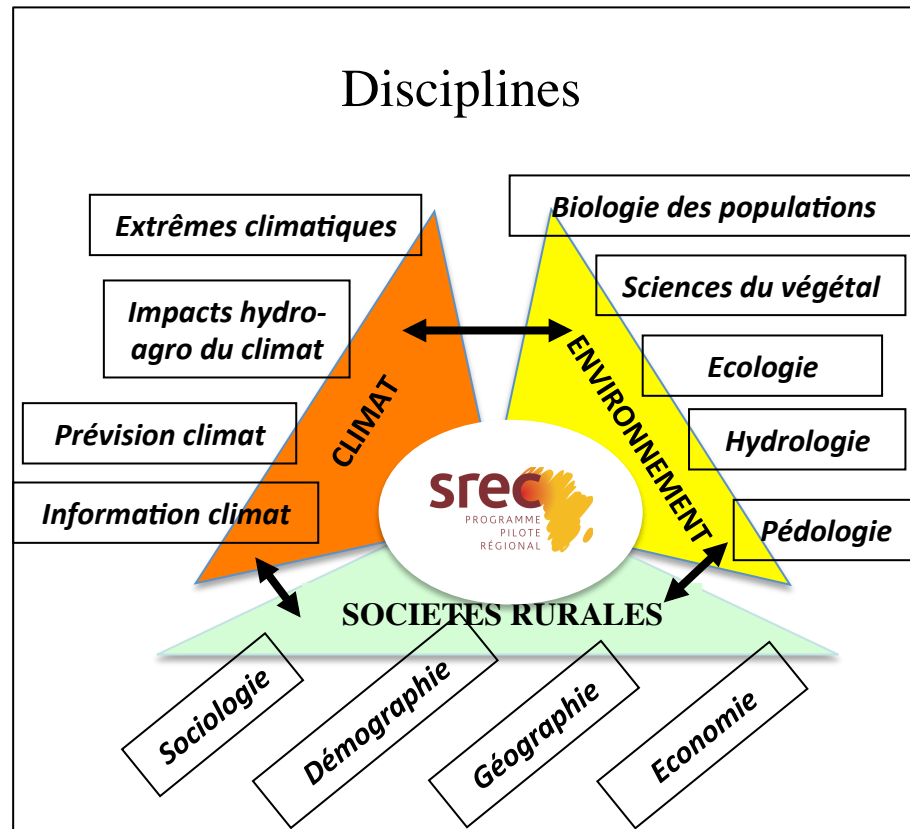 Disciplines
Extrêmes climatiques
Impacts hydro-
agro du climat
Prévision climat
Information climat
CLIMAT
Biologie des populations
Sciences du végétal
Ecologie
Hydrologie
Pédologie
ENVIRONNEMENT
srec
PROGRAMME
PILOTE
RÉGIONAL
SOCIETES RURALES
Sociologie
Démographie
Géographie
Economie